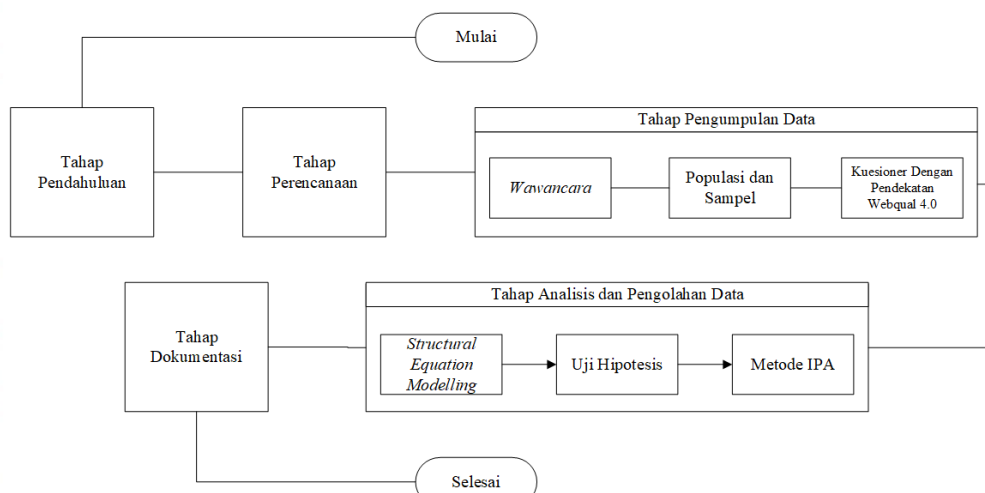 Mulai
Tahap
Pendahuluan
Tahap
Perencanaan
Tahap Pengumpulan Data
Wawancara
Populasi dan
Sampel
Kuesioner Dengan
Pendekatan
Webqual 4.0
Tahap
Dokumentasi
Tahap Analisis dan Pengolahan Data
Structural
Equation
Modelling
Uji Hipotesis
Metode IPA
Selesai